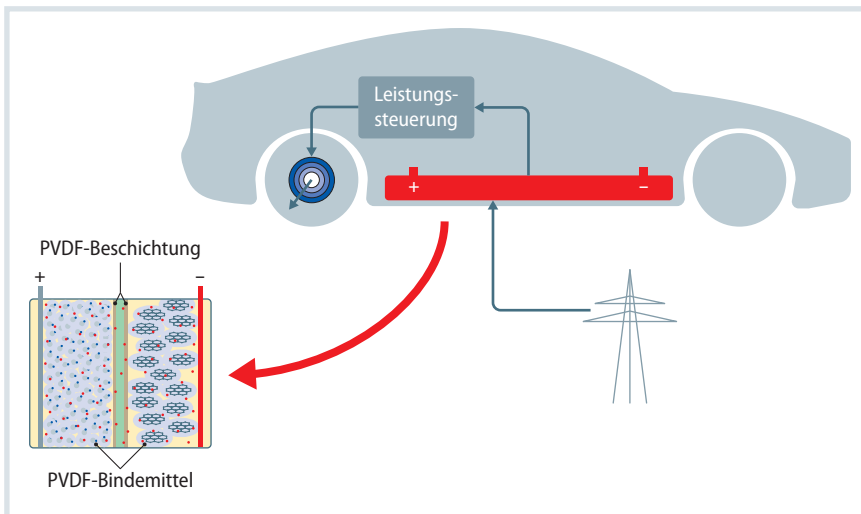 Leistungs-
steuerung
+ −
PVDF-Beschichtung
+ −
PVDF-Bindemittel